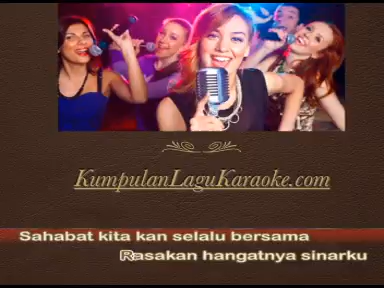 KumpulanLaguKaraoke.com
Sahabat kita kan selalu bersama
Rasakan hangatnya sinarku